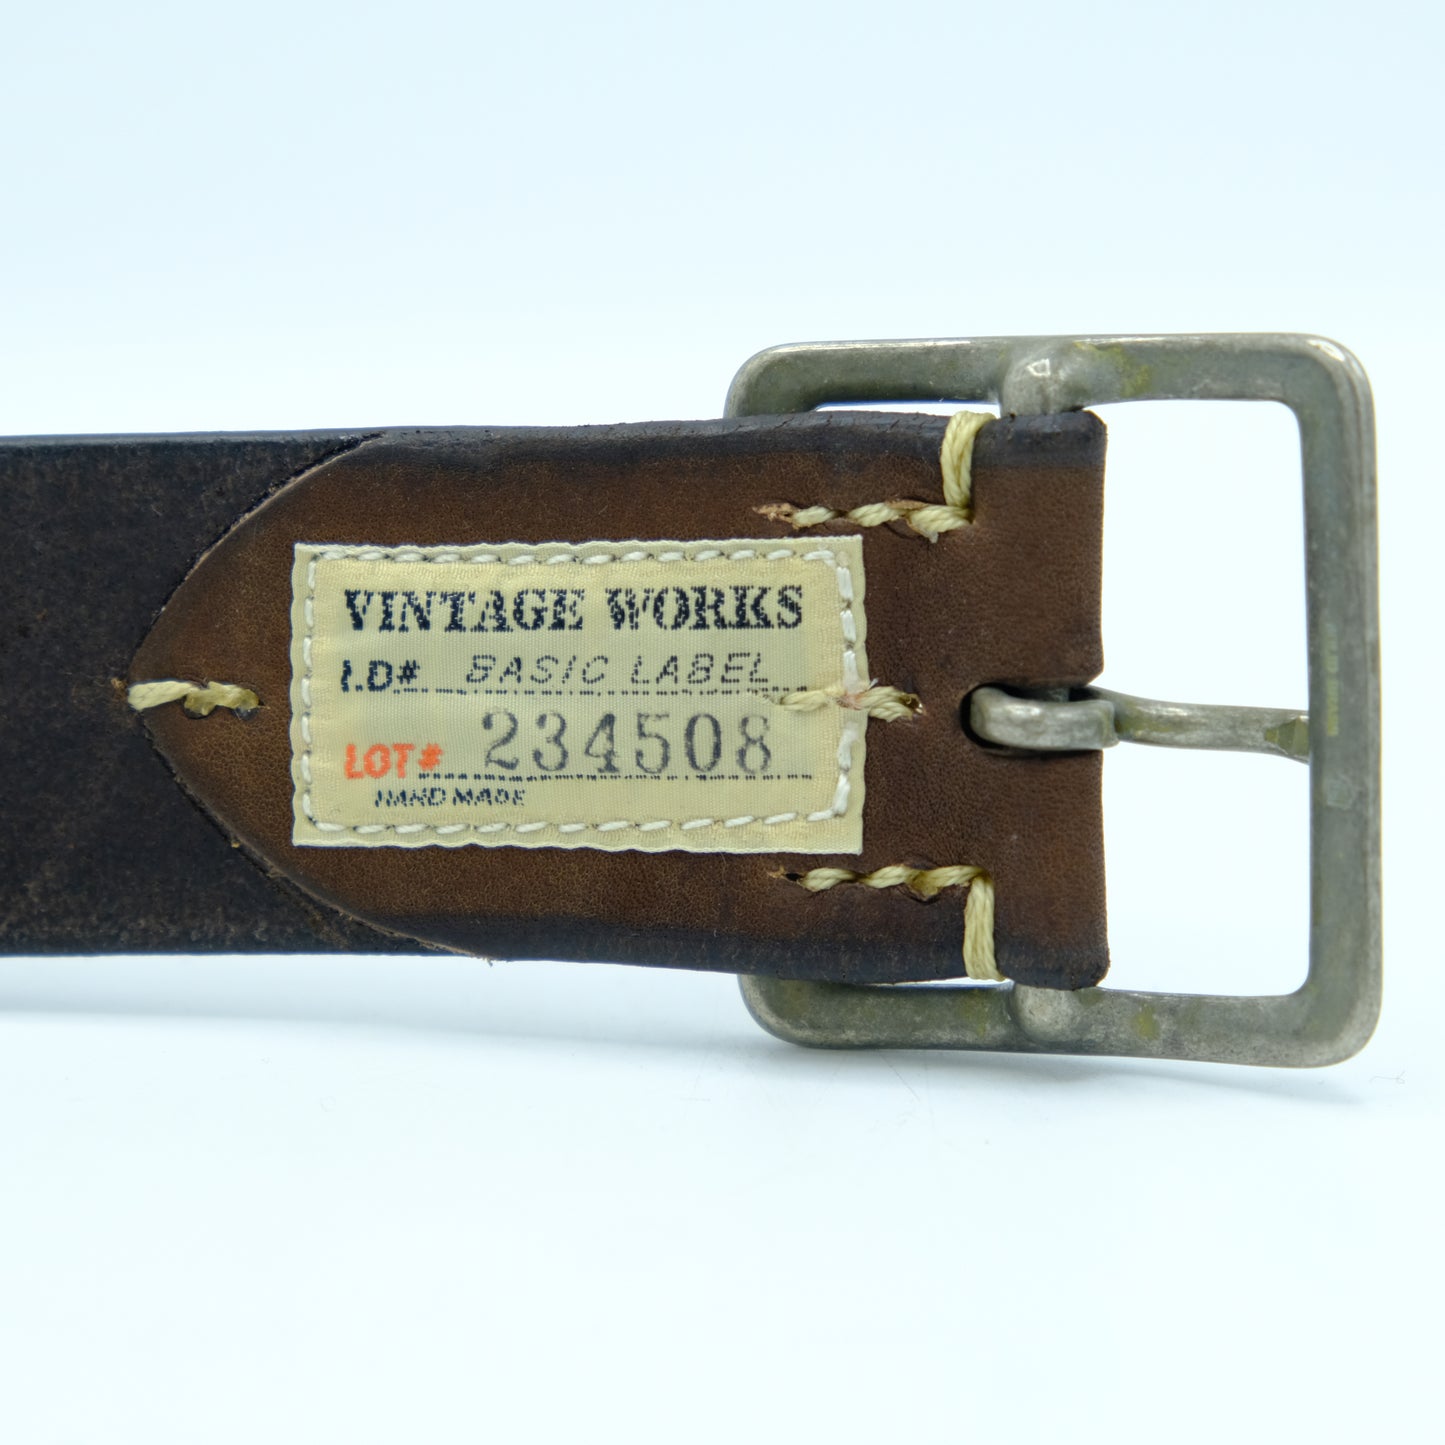 VINTAGE WORKS
I.D# BASIC LABEL
LOT# 234508
HAND MADE